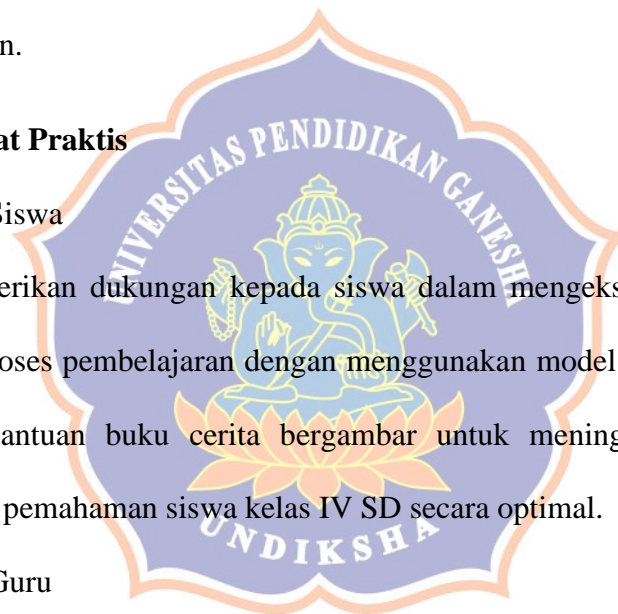 n.
at Praktis
UNIVERSITAS PENDIDIKAN GANESHA
Siswa
erikan dukungan kepada siswa dalam mengeks
oses pembelajaran dengan menggunakan model
antuan buku cerita bergambar untuk mening
pemahaman siswa kelas IV SD secara optimal.
UNDIKSHA
Guru